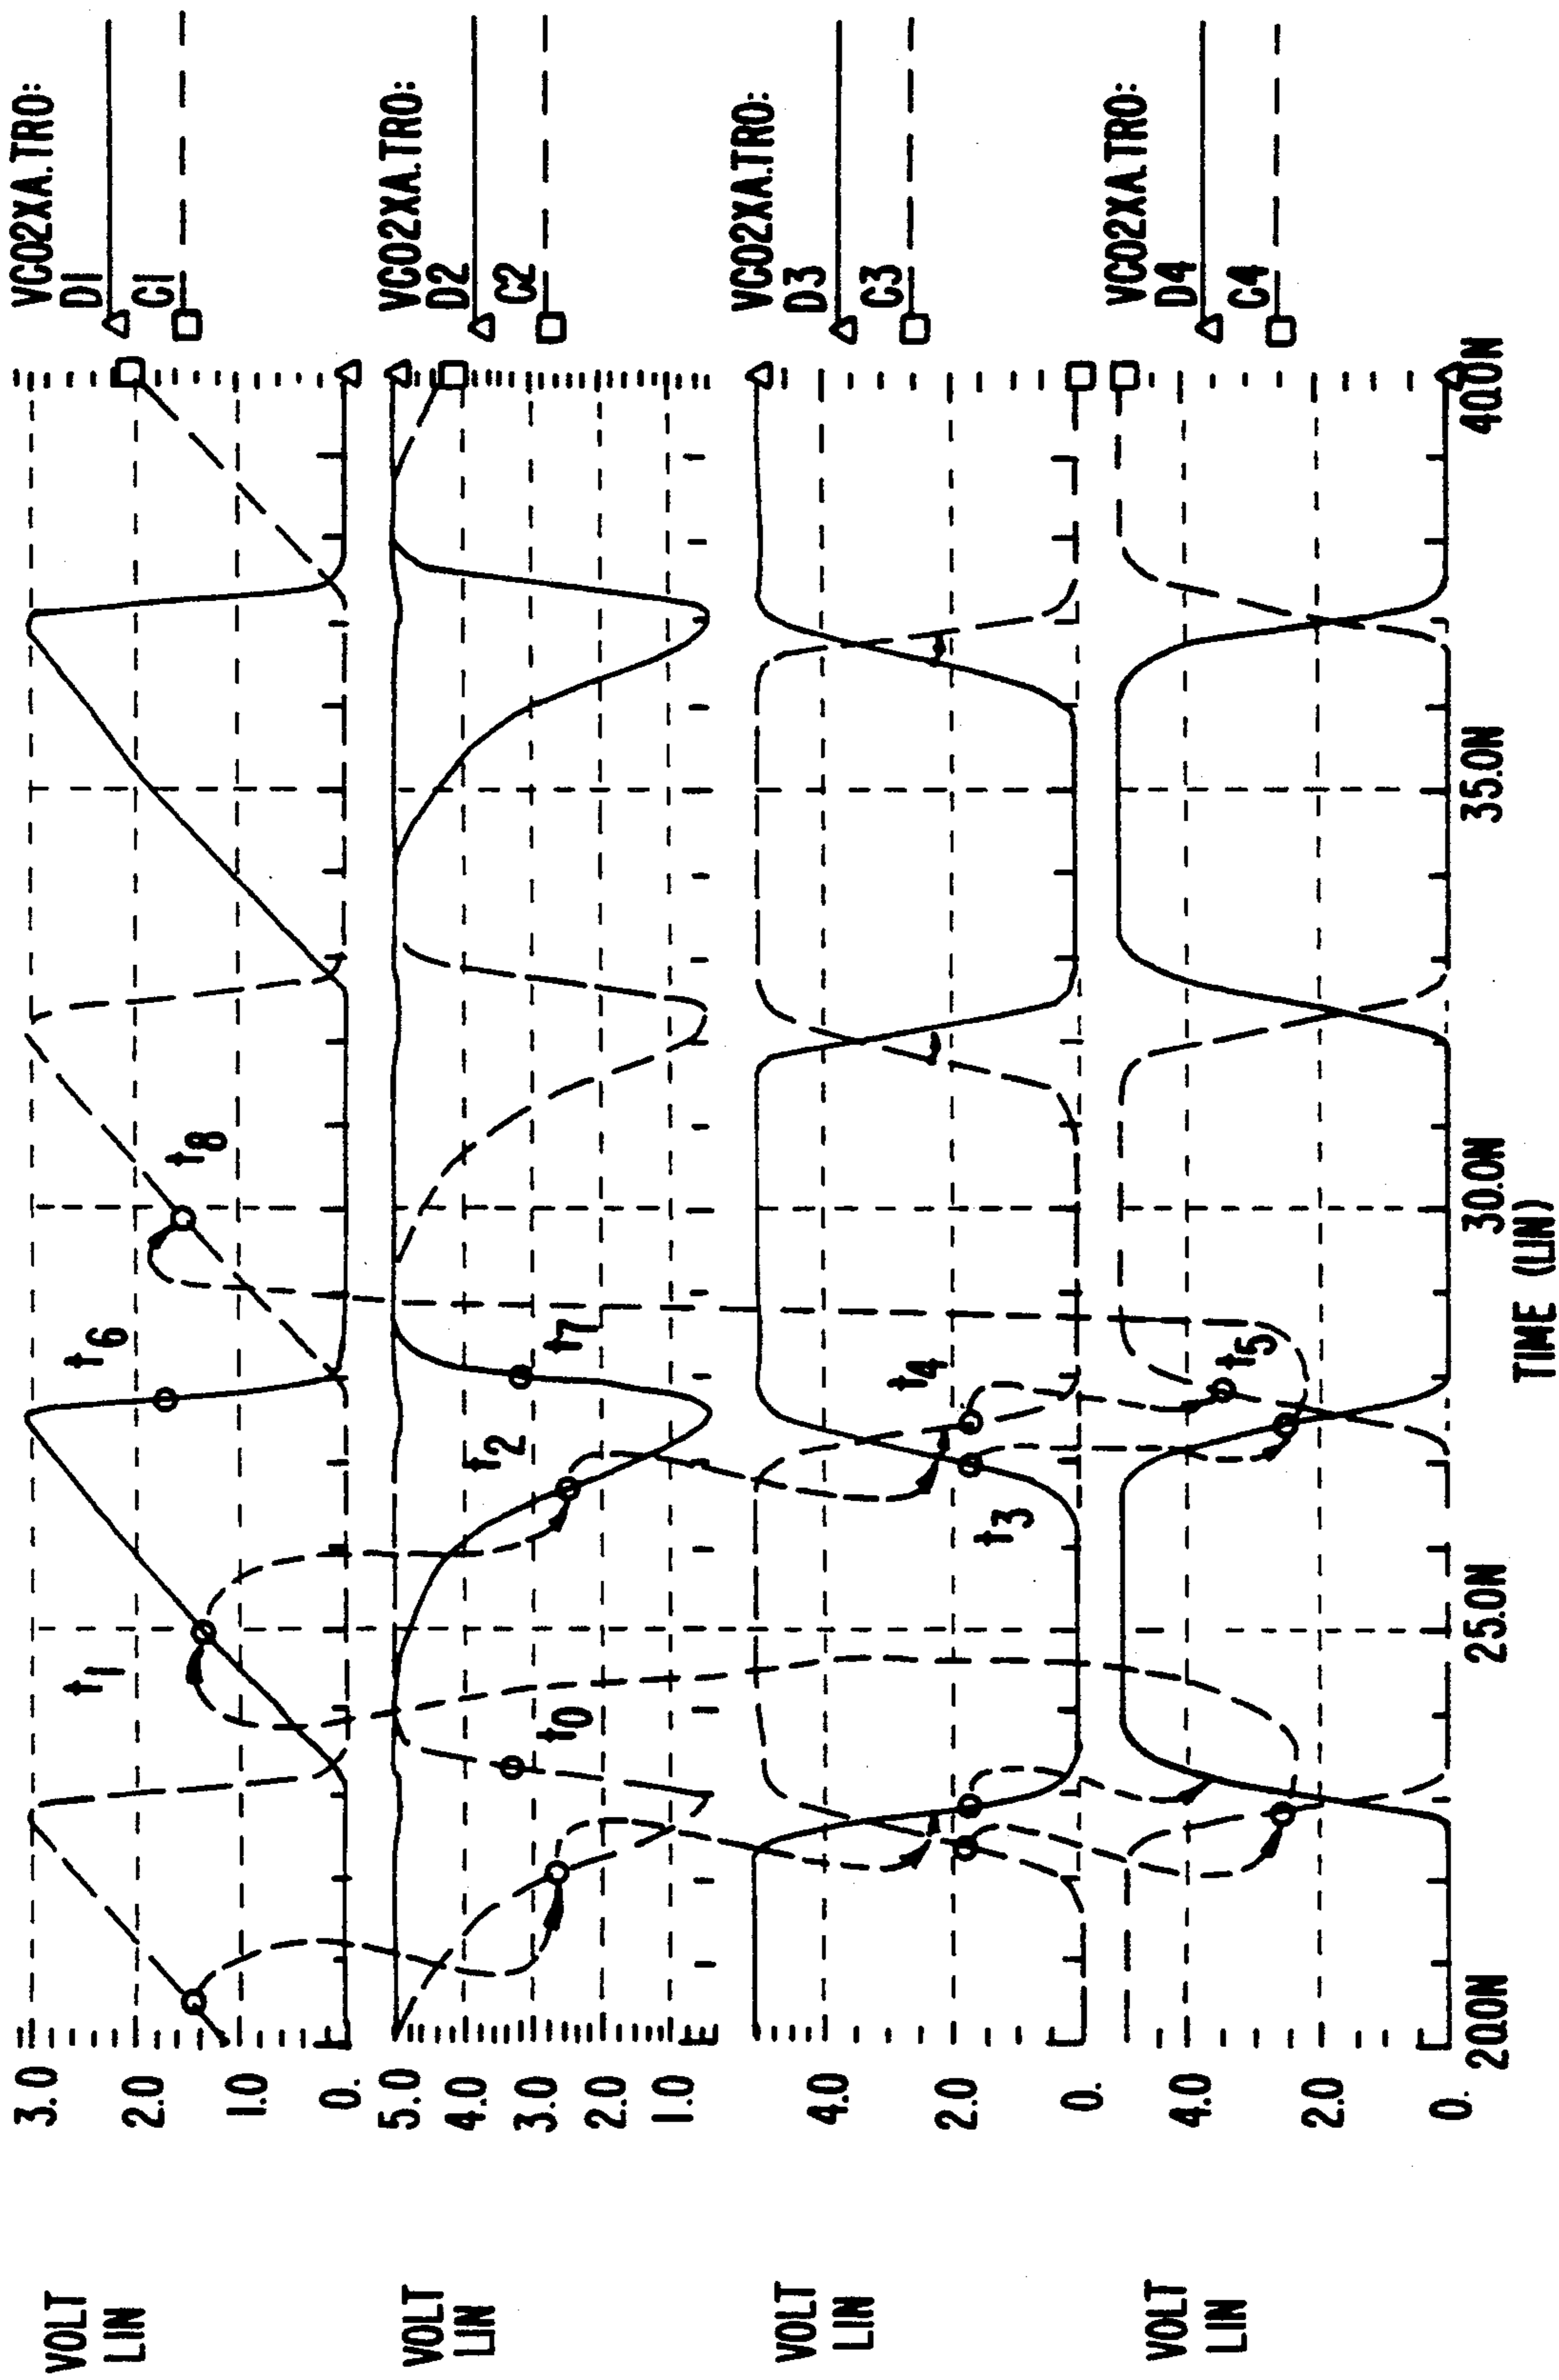 VCO2XA.TRO:
D1
C1
VOLT
LIN
3.0
2.0
1.0
0.
t1
t6
t8
VCO2XA.TRO:
D2
C2
VOLT
LIN
5.0
4.0
3.0
2.0
1.0
t0
t2
t7
VCO2XA.TRO:
D3
C3
VOLT
LIN
4.0
2.0
0.
t3
t4
VCO2XA.TRO:
D4
C4
VOLT
LIN
4.0
2.0
0.
t5
20.0N
25.0N
30.0N
35.0N
40.0N
TIME (LIN)